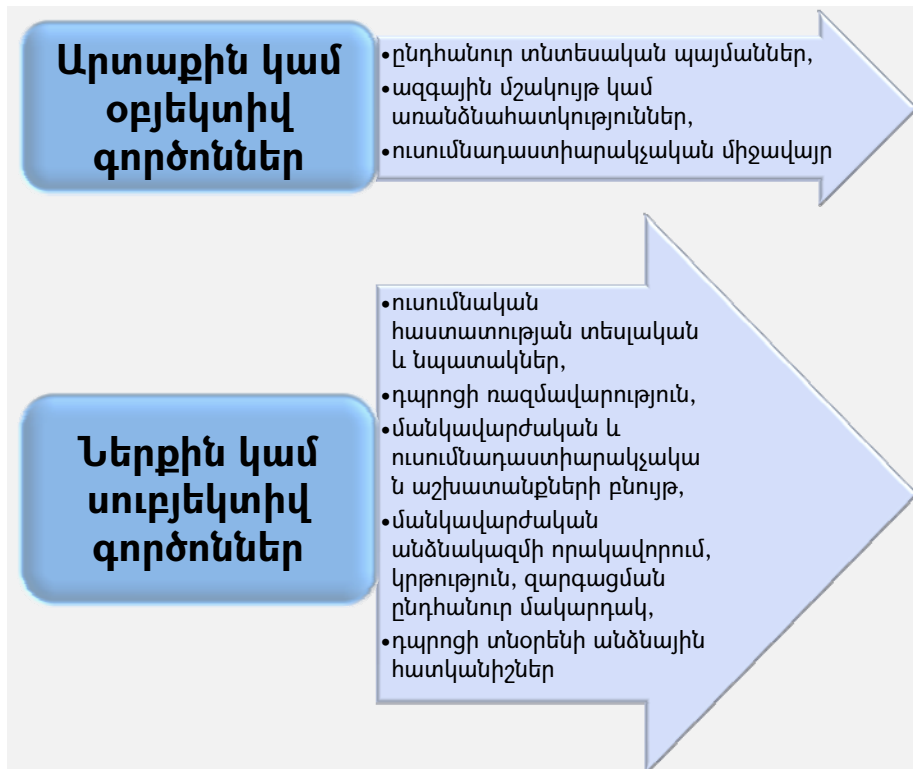 Արտաքին կամ
օբյեկտիվ
գործոններ
•ընդհանուր տնտեսական պայմաններ,
•ազգային մշակույթ կամ
առանձնահատկություններ,
•ուսումնադաստիարակչական միջավայր
Ներքին կամ
սուբյեկտիվ
գործոններ
•ուսումնական
հաստատության տեսլական
և նպատակներ,
•դպրոցի ռազմավարություն,
•մանկավարժական և
ուսումնադաստիարակչակա
ն աշխատանքների բնույթ,
•մանկավարժական
անձնակազմի որակավորում,
կրթություն, զարգացման
ընդհանուր մակարդակ,
•դպրոցի տնօրենի անձնային
հատկանիշներ